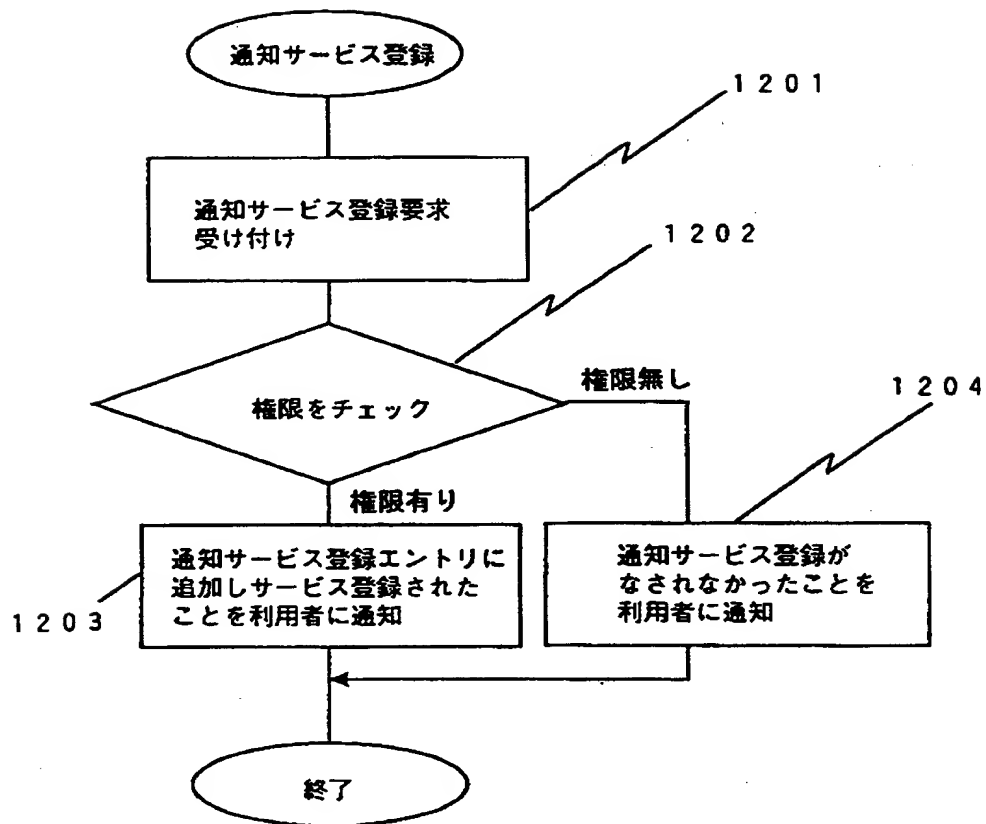 通知サービス登録
1201
通知サービス登録要求
受け付け
1202
権限をチェック
権限無し
1204
権限有り
通知サービス登録エントリに
追加しサービス登録された
ことを利用者に通知
1203
通知サービス登録が
なされなかったことを
利用者に通知
終了